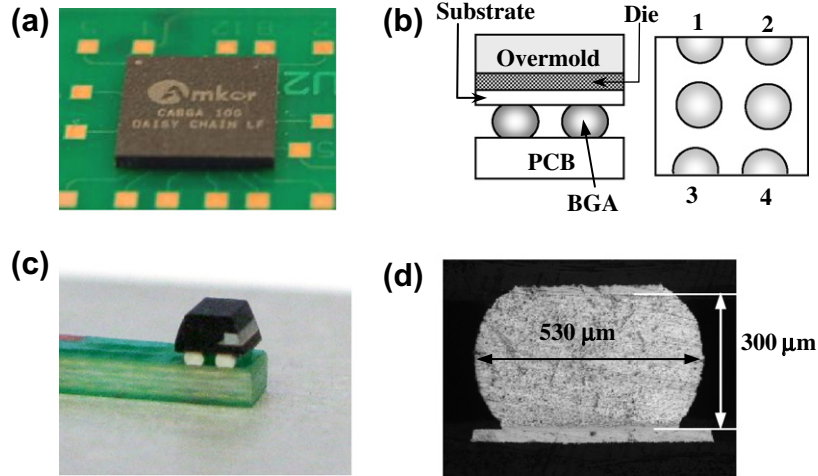 (a)
Amkor
CABGA 100
DAISY CHAIN LF
U2
(b)
Substrate
Die
Overmold
PCB
BGA
1 2
3 4
(c)
(d)
530 μm
300 μm